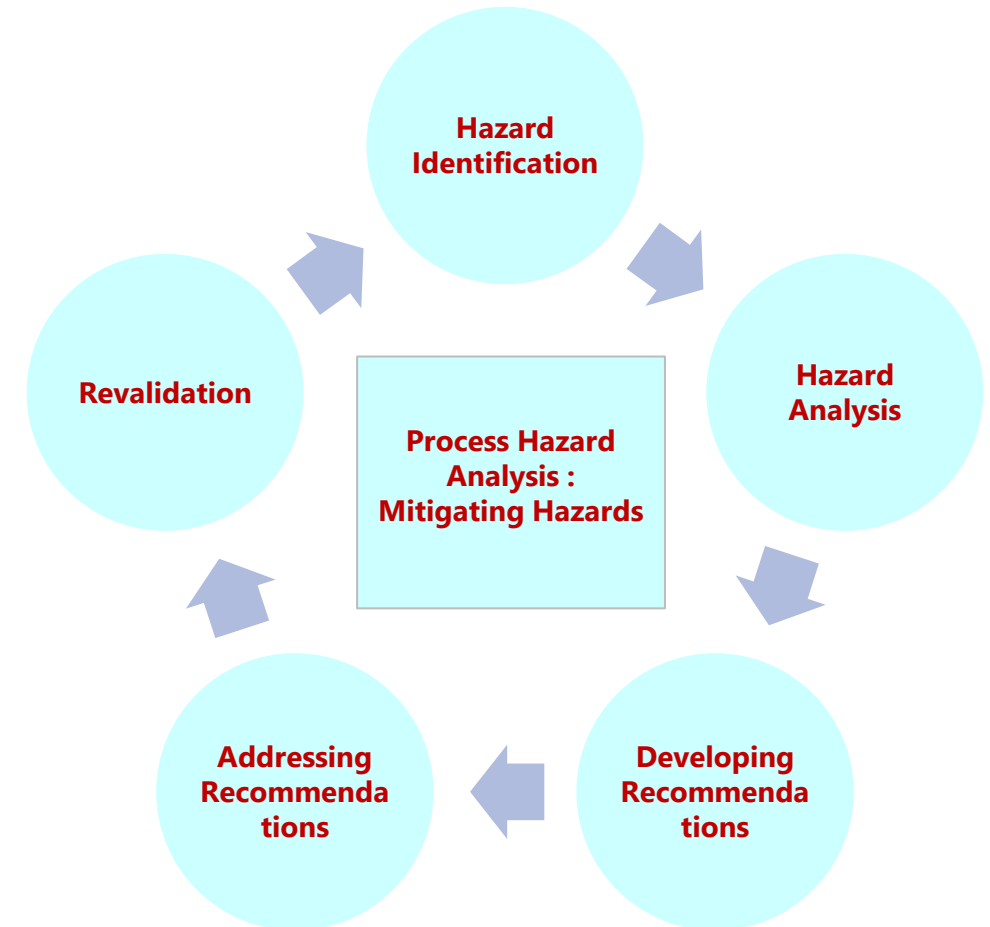 Hazard
Identification
Hazard
Analysis
Developing
Recommenda
tions
Addressing
Recommenda
tions
Revalidation
Process Hazard
Analysis :
Mitigating Hazards